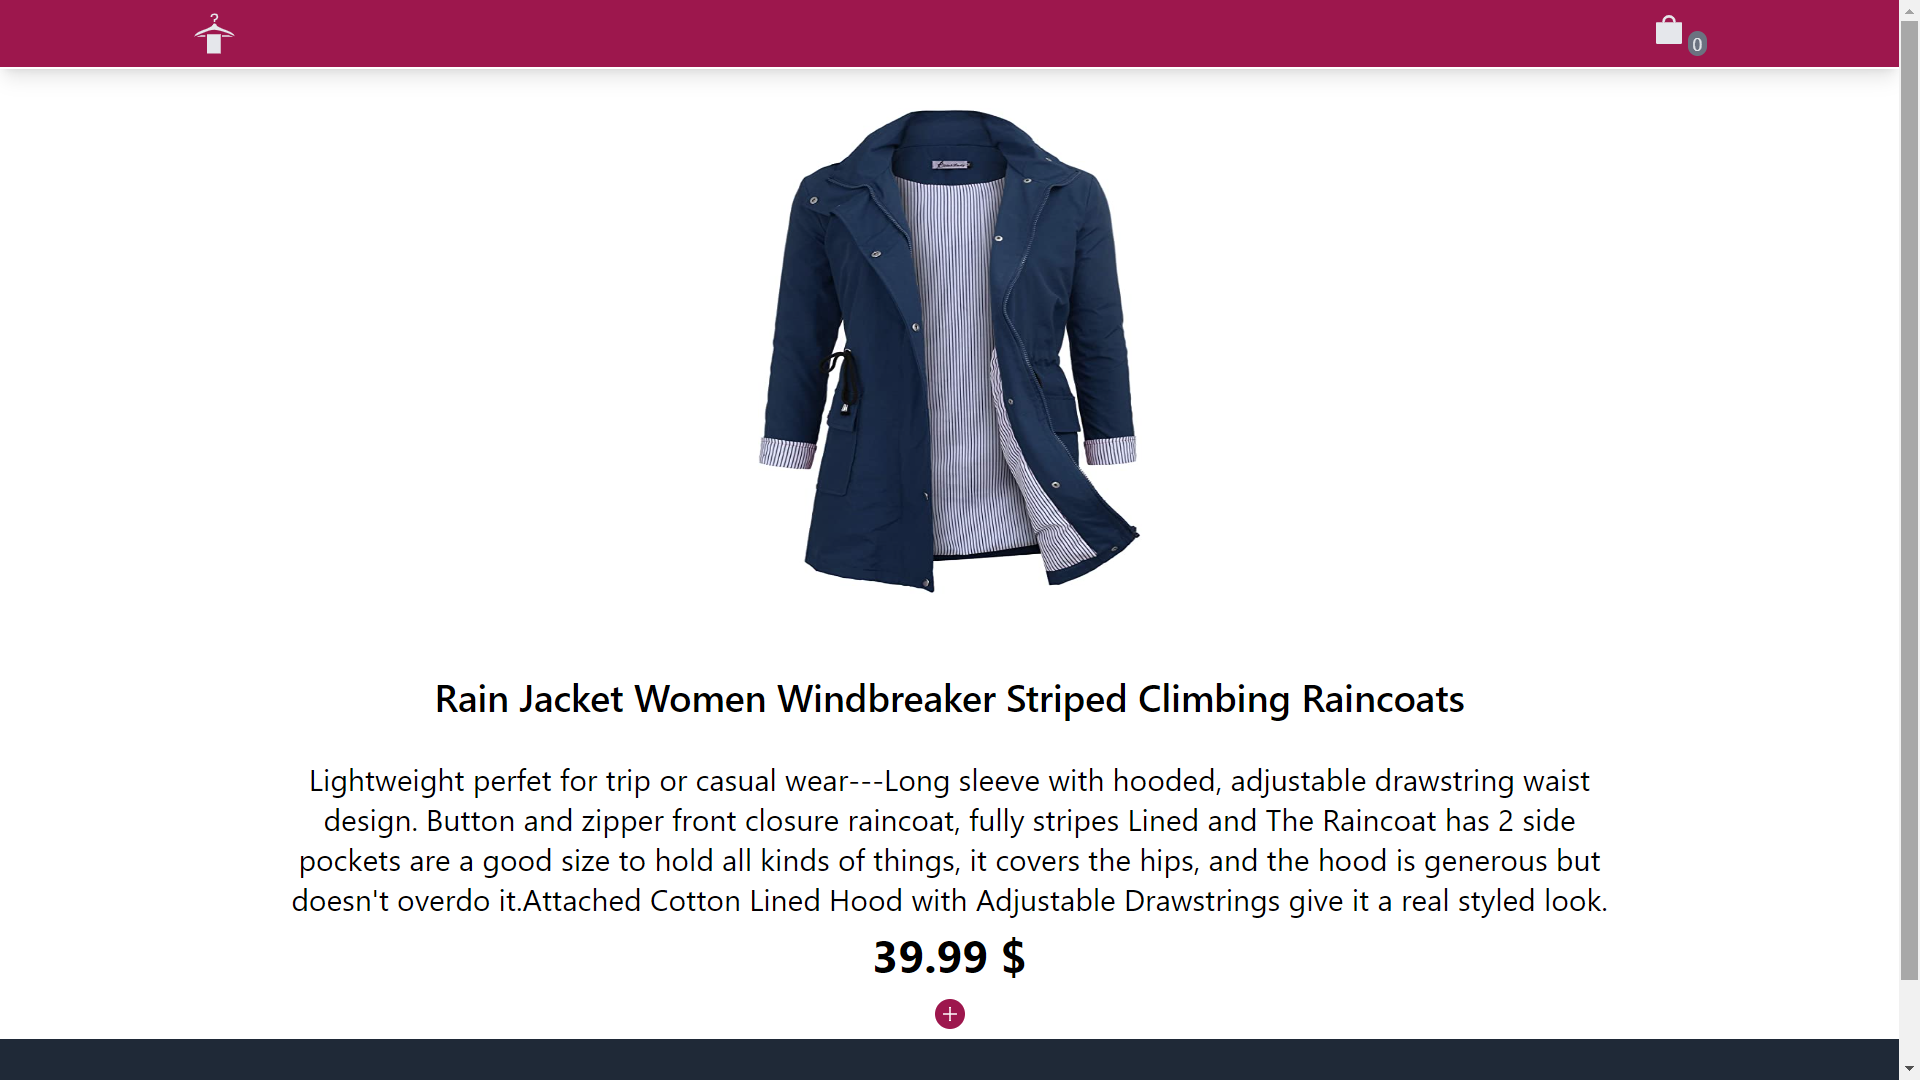 0
Rain Jacket Women Windbreaker Striped Climbing Raincoats
Lightweight perfet for trip or casual wear---Long sleeve with hooded, adjustable drawstring waist
design. Button and zipper front closure raincoat, fully stripes Lined and The Raincoat has 2 side
pockets are a good size to hold all kinds of things, it covers the hips, and the hood is generous but
doesn't overdo it.Attached Cotton Lined Hood with Adjustable Drawstrings give it a real styled look.
39.99 $